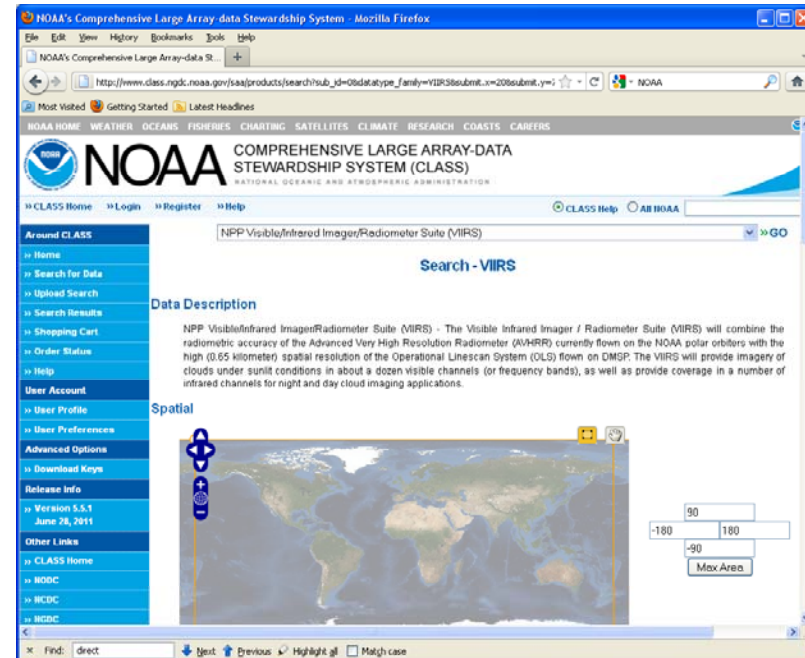 NOAA's Comprehensive Large Array-data Stewardship System - Mozilla Firefox
File Edit View History Bookmarks Tools Help
NOAA's Comprehensive Large Array-data St... +
http://www.class.ngdc.noaa.gov/saa/products/search?sub_id=0&datatype_family=VIIRS&submit.x=20&submit.y=
NOAA
Most Visited Getting Started Latest Headlines
NOAA HOME WEATHER OCEANS FISHERIES CHARTING SATELLITES CLIMATE RESEARCH COASTS CAREERS
NOAA
NOAA
COMPREHENSIVE LARGE ARRAY-DATA
STEWARDSHIP SYSTEM (CLASS)
NATIONAL OCEANIC AND ATMOSPHERIC ADMINISTRATION
» CLASS Home » Login » Register » Help CLASS Help All NOAA
Around CLASS
NPP Visible/Infrared Imager/Radiometer Suite (VIIRS) » GO
» Home
» Search for Data
» Upload Search
» Search Results
» Shopping Cart
» Order Status
» Help
User Account
» User Profile
» User Preferences
Advanced Options
» Download Keys
Release Info
» Version 5.5.1
June 28, 2011
Other Links
» CLASS Home
» NODC
» NCDC
» NGDC
Search - VIIRS
Data Description
NPP Visible/Infrared Imager/Radiometer Suite (VIIRS) - The Visible Infrared Imager / Radiometer Suite (VIIRS) will combine the
radiometric accuracy of the Advanced Very High Resolution Radiometer (AVHRR) currently flown on the NOAA polar orbiters with the
high (0.65 kilometer) spatial resolution of the Operational Linescan System (OLS) flown on DMSP. The VIIRS will provide imagery of
clouds under sunlit conditions in about a dozen visible channels (or frequency bands), as well as provide coverage in a number of
infrared channels for night and day cloud imaging applications.
Spatial
90
-180 180
-90
Max Area
× Find: direct Next Previous Highlight all Match case